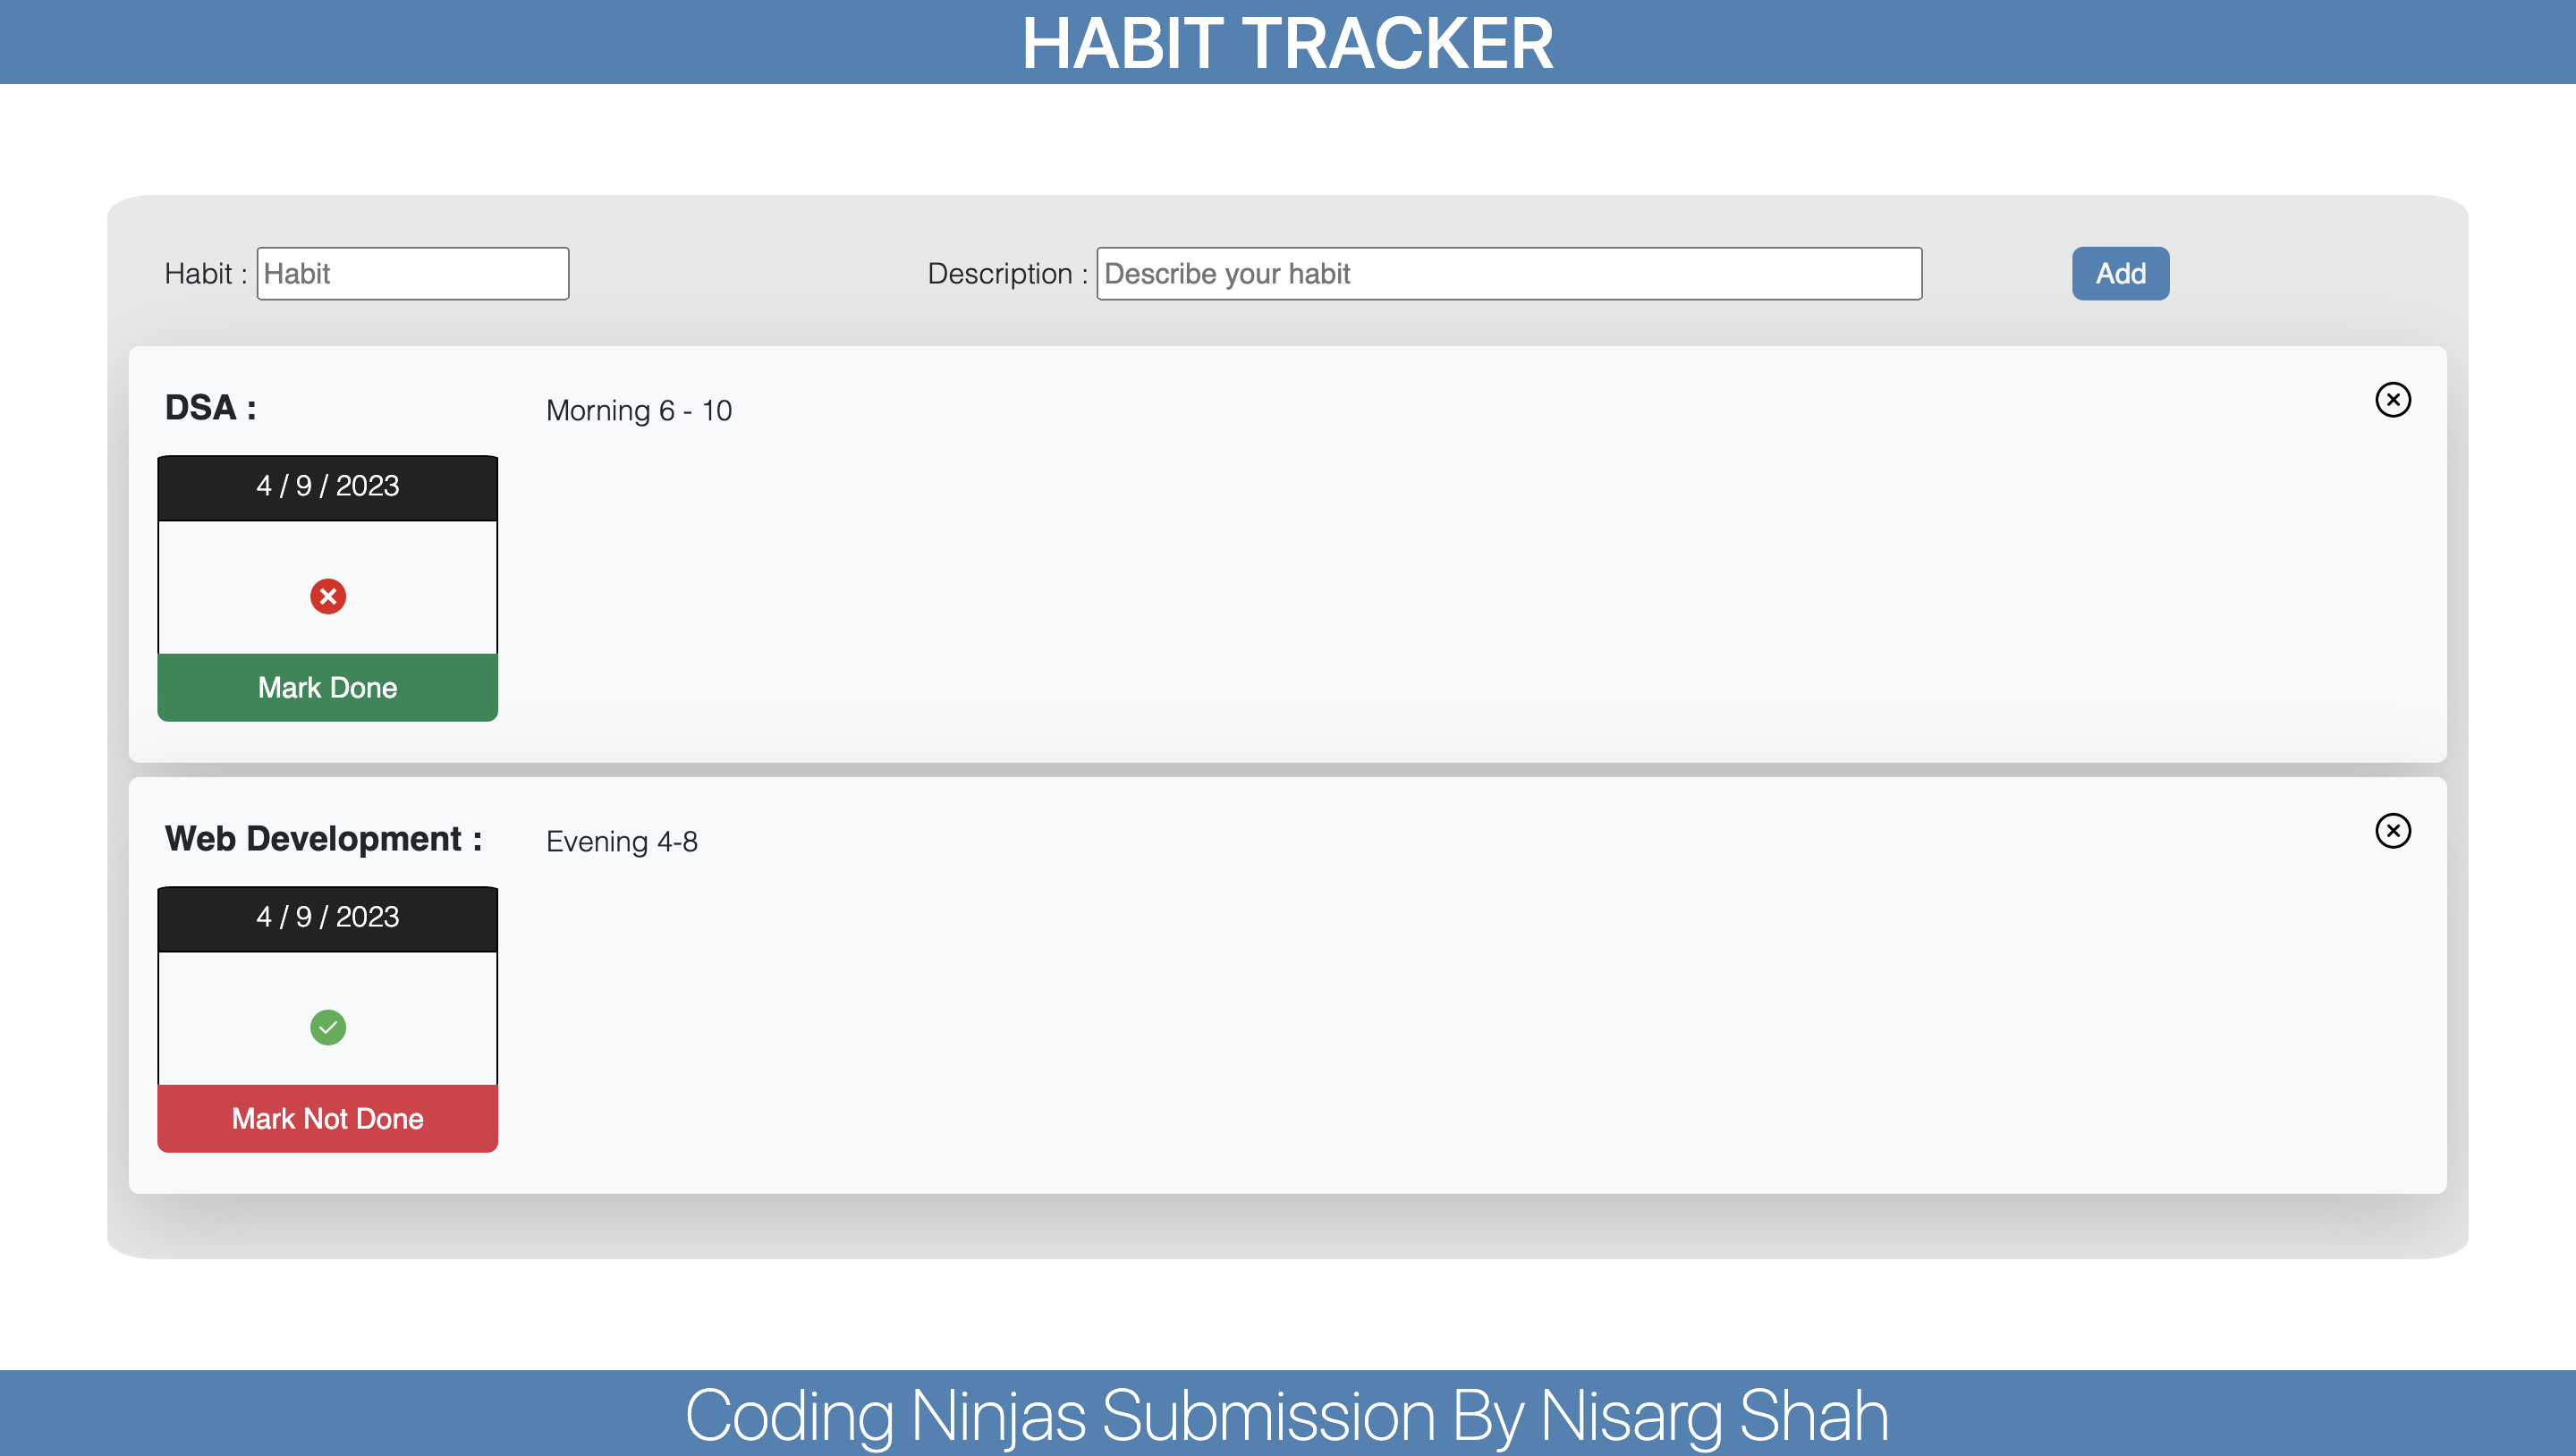 HABIT TRACKER
Habit : Habit Description : Describe your habit Add
DSA : Morning 6 - 10
4 / 9 / 2023
Mark Done
Web Development : Evening 4-8
4 / 9 / 2023
Mark Not Done
Coding Ninjas Submission By Nisarg Shah